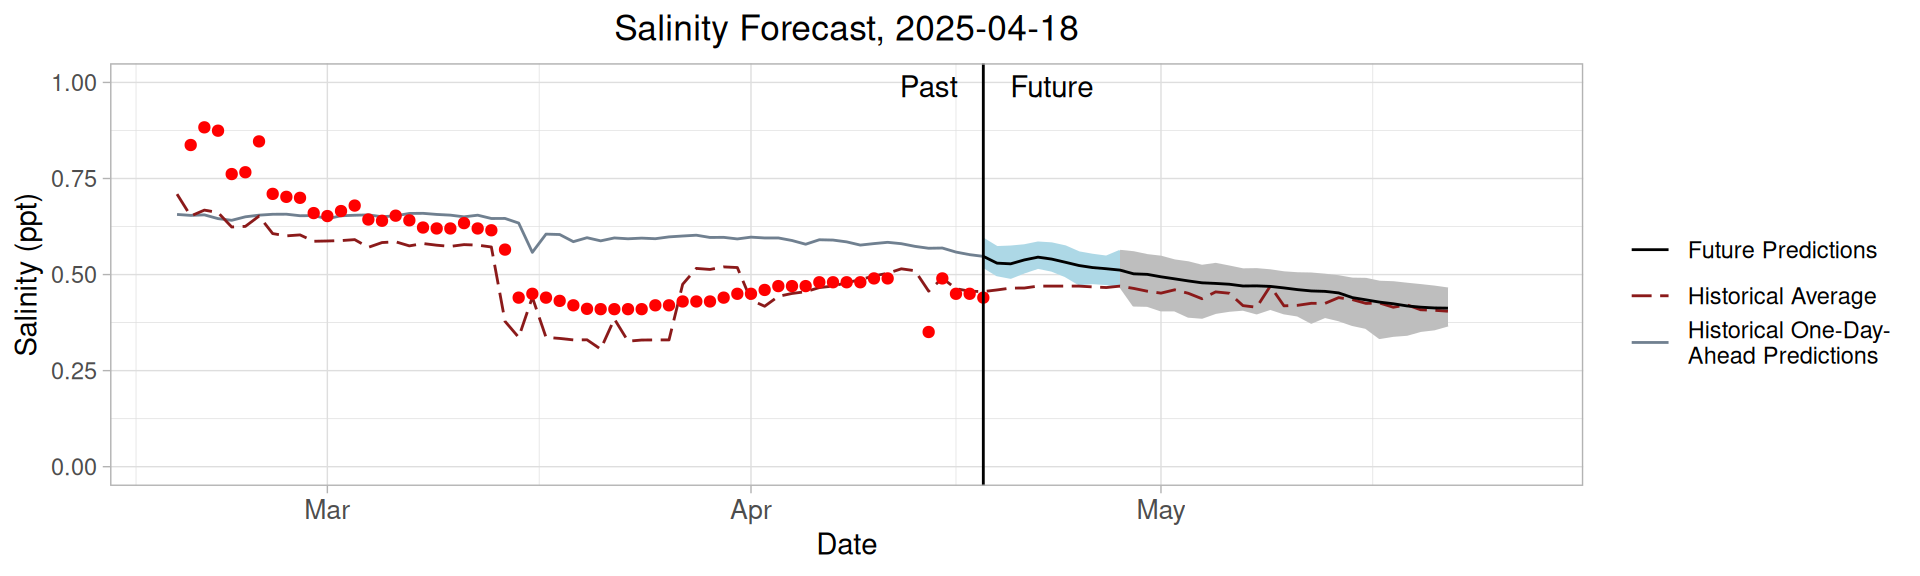 Salinity Forecast, 2025-04-18
Past
Future
1.00
0.75
0.50
0.25
0.00
Salinity (ppt)
Mar
Apr
May
Date
Future Predictions
Historical Average
Historical One-Day-
Ahead Predictions